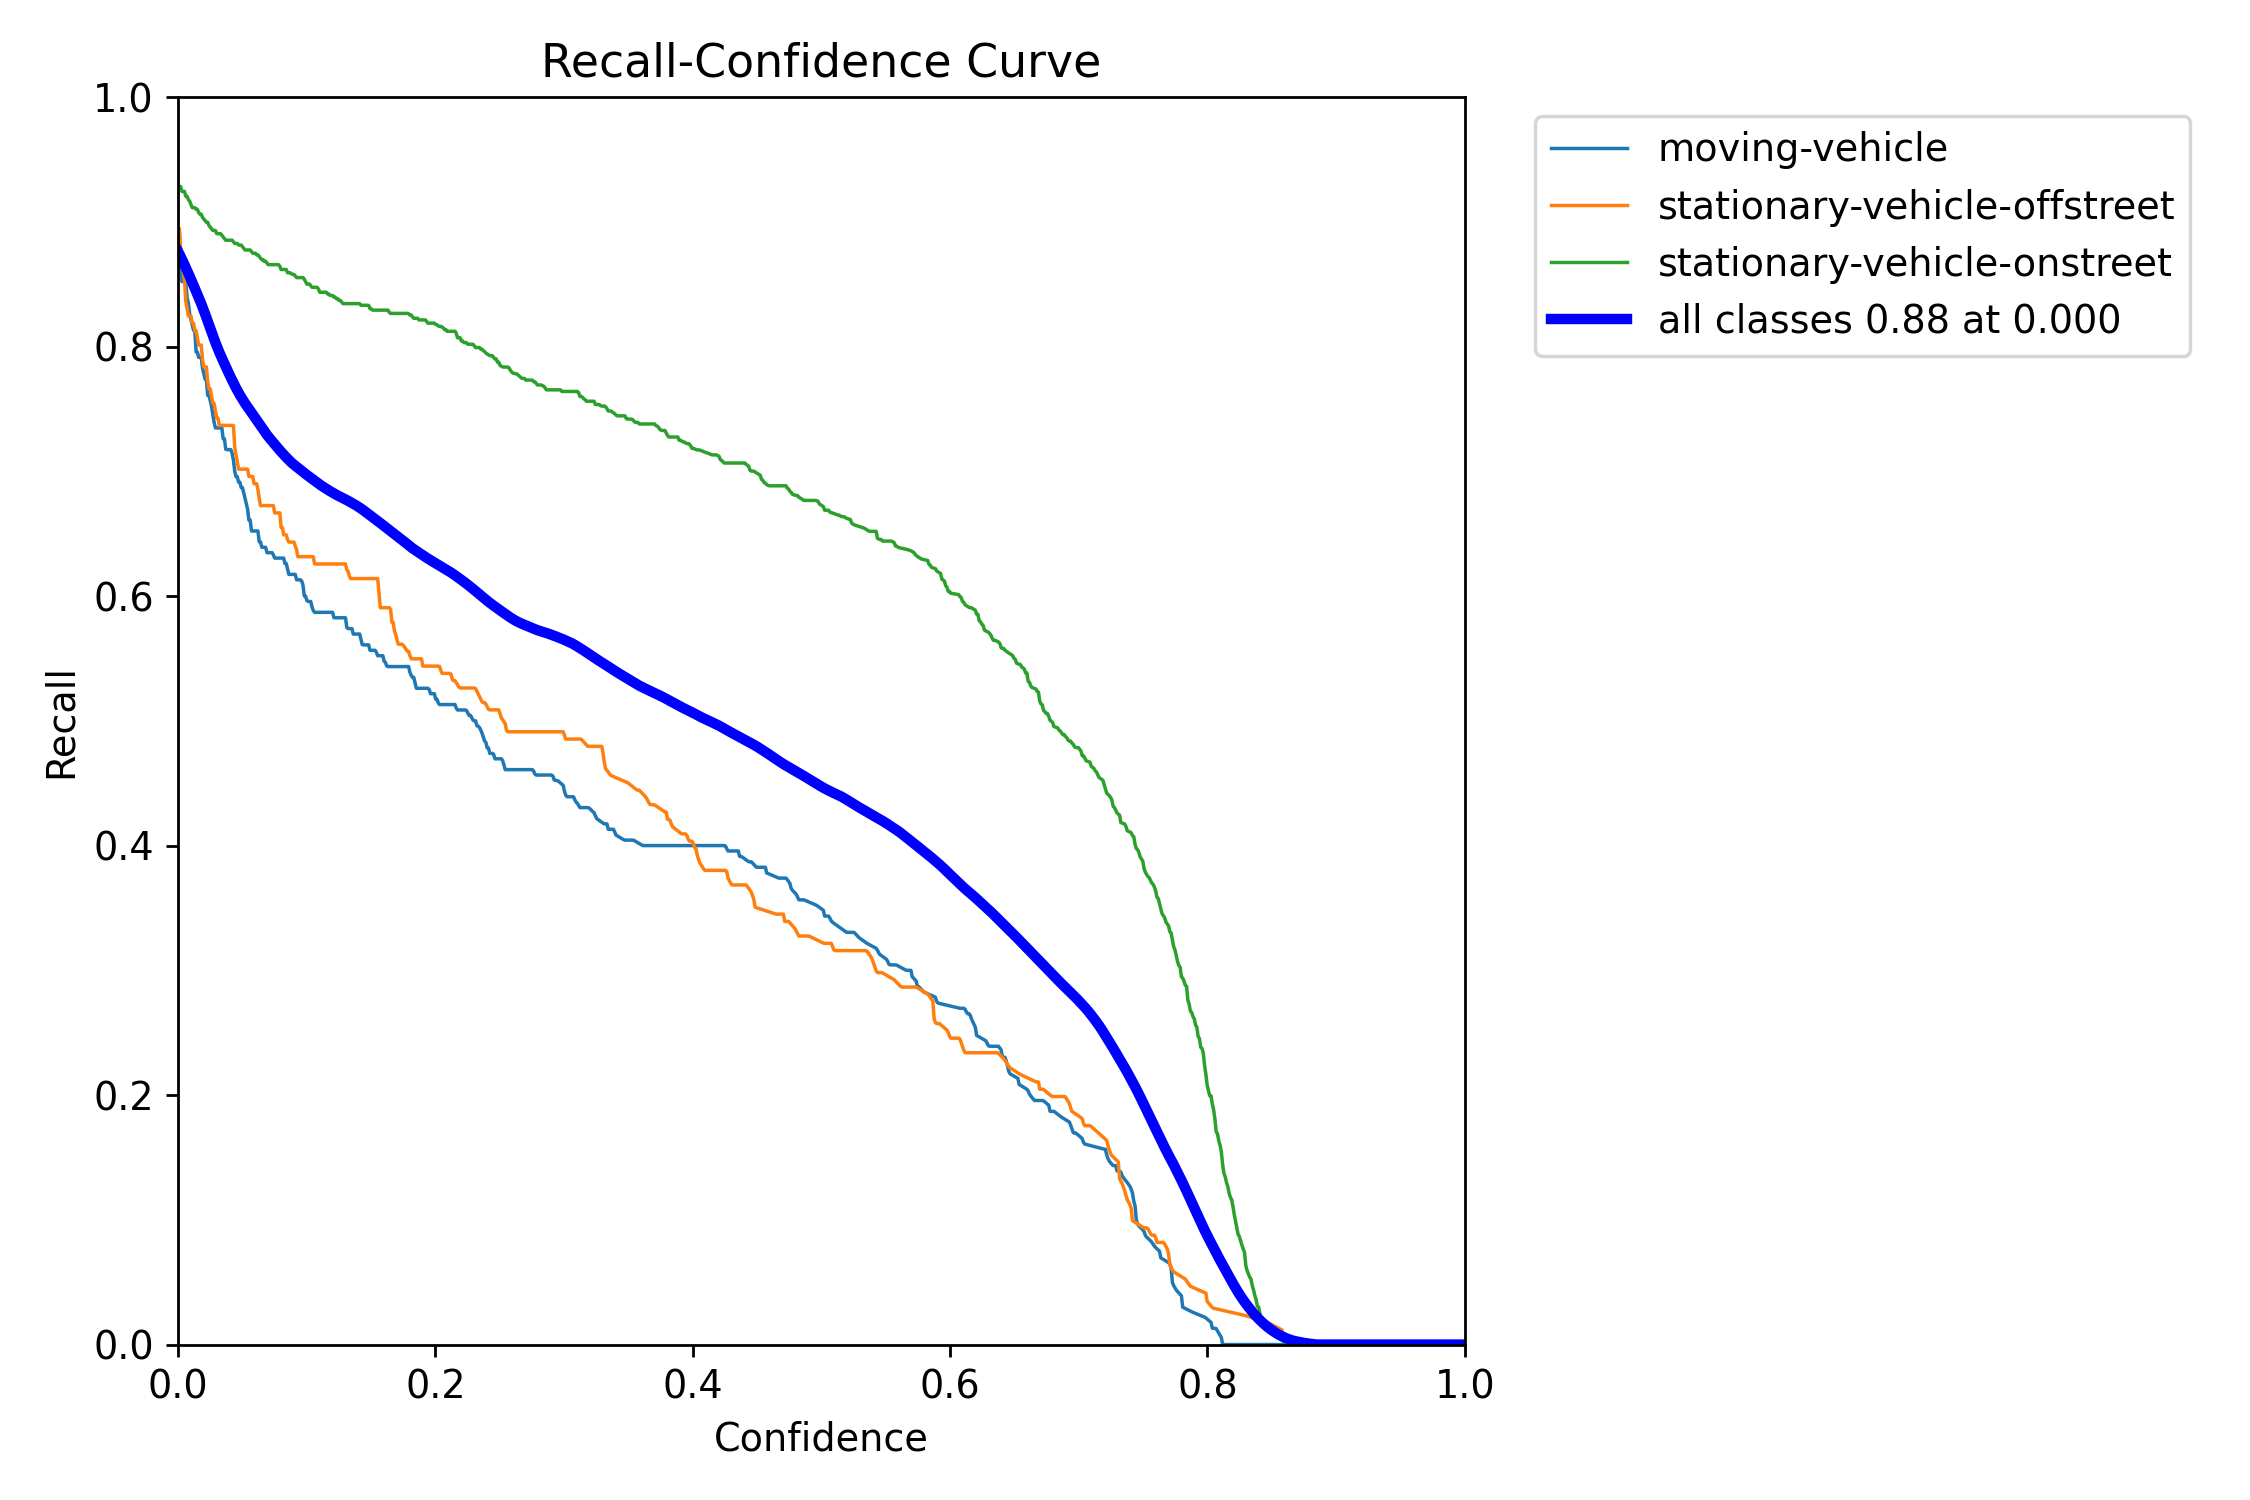 Recall-Confidence Curve
1.0
0.8
0.6
0.4
0.2
0.0
Recall
0.0 0.2 0.4 0.6 0.8 1.0
Confidence
moving-vehicle
stationary-vehicle-offstreet
stationary-vehicle-onstreet
all classes 0.88 at 0.000